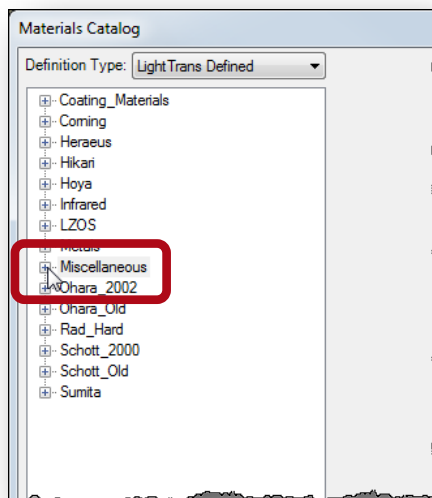 Materials Catalog
Definition Type: LightTrans Defined
Coating_Materials
Corning
Heraeus
Hikari
Hoya
Infrared
LZOS
Metals
Miscellaneous
Ohara_2002
Ohara_Old
Rad_Hard
Schott_2000
Schott_Old
Sumita